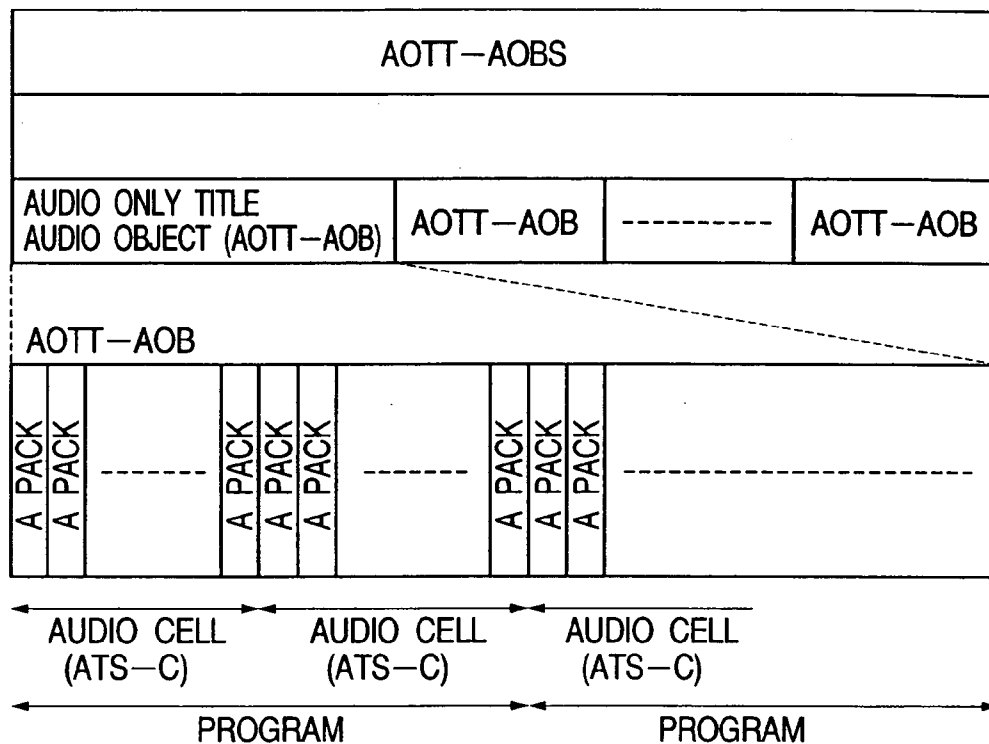 AOTT—AOBS
AUDIO ONLY TITLE
AUDIO OBJECT (AOTT—AOB)
AOTT—AOB
AOTT—AOB
AOTT—AOB
A PACK
A PACK
A PACK
A PACK
A PACK
A PACK
A PACK
A PACK
AUDIO CELL
(ATS—C)
AUDIO CELL
(ATS—C)
AUDIO CELL
(ATS—C)
PROGRAM
PROGRAM